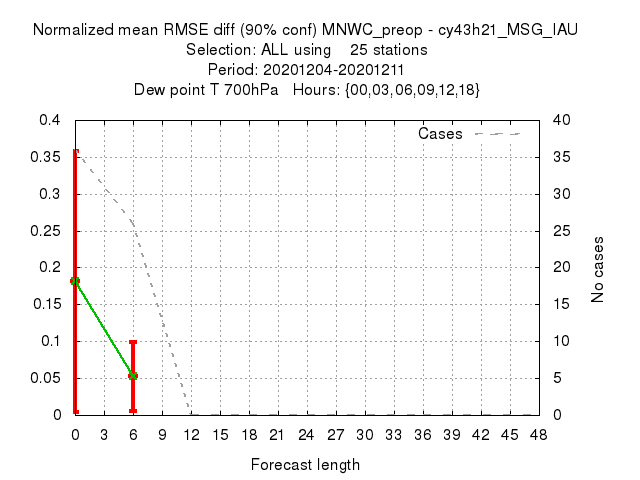 Normalized mean RMSE diff (90% conf) MNWC_preop - cy43h21_MSG_IAU
Selection: ALL using 25 stations
Period: 20201204-20201211
Dew point T 700hPa Hours: {00,03,06,09,12,18}
Cases
0.4
0.35
0.3
0.25
0.2
0.15
0.1
0.05
0
40
35
30
25
20
15
10
5
0
No cases
0 3 6 9 12 15 18 21 24 27 30 33 36 39 42 45 48
Forecast length